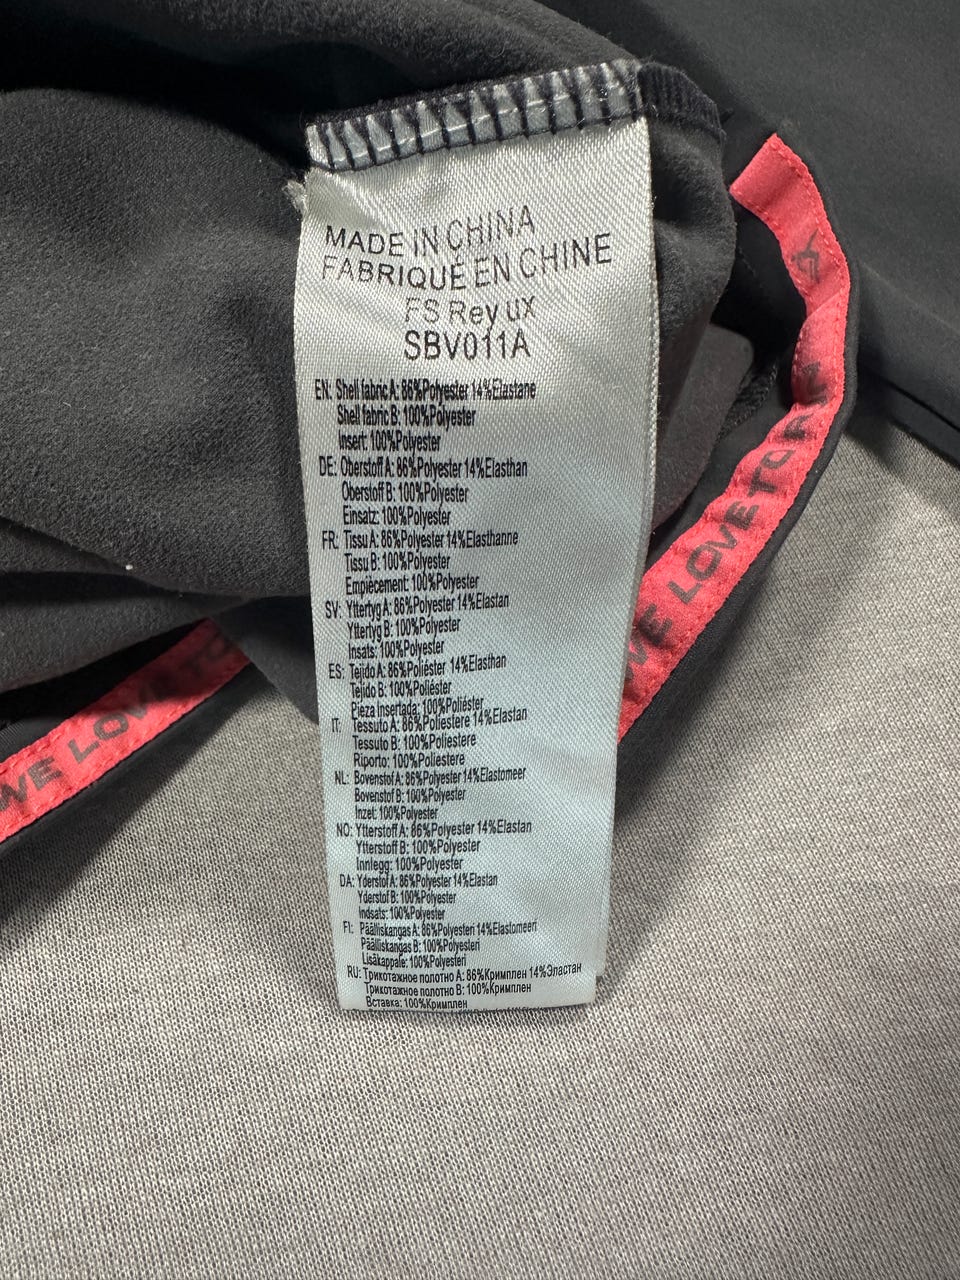 MADE IN CHINA
FABRIQUÉ EN CHINE
FS Rey ux
SBV011A
EN: Shell fabric A: 86%Polyester 14%Elastane
Shell fabric B: 100%Polyester
Insert: 100%Polyester
DE: Oberstoff A: 86%Polyester 14%Elasthan
Oberstoff B: 100%Polyester
Einsatz: 100%Polyester
FR: Tissu A: 86%Polyester 14%Elasthanne
Tissu B: 100%Polyester
Empiècement: 100%Polyester
SV: Yttertyg A: 86%Polyester 14%Elastan
Yttertyg B: 100%Polyester
Insats: 100%Polyester
ES: Tejido A: 86%Poliéster 14%Elasthan
Tejido B: 100%Poliéster
Pieza Insertada: 100%Poliéster
IT: Tessuto A: 86%Poliestere 14%Elastan
Tessuto B: 100%Poliestere
Riporto: 100%Poliestere
NL: Bovenstof A: 86%Polyester 14%Elastomeer
Bovenstof B: 100%Polyester
Inzet: 100%Polyester
NO: Ytterstoff A: 86%Polyester 14%Elastan
Ytterstoff B: 100%Polyester
Innlegg: 100%Polyester
DA: Yderstof A: 86%Polyester 14%Elastan
Yderstof B: 100%Polyester
Indsats: 100%Polyester
FI: Päälliskangas A: 86%Polyesteri 14%Elastomeeri
Päälliskangas B: 100%Polyesteri
Lisäkappale: 100%Polyesteri
RU: Трикотажное полотно A: 86%Кримплен 14%Эластан
Трикотажное полотно B: 100%Кримплен
Вставка: 100%Кримплен
WE LOVE TO
WE LOVE TO